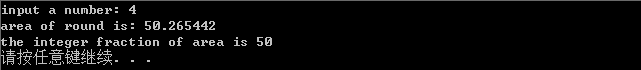 input a number: 4
area of round is: 50.265442
the integer fraction of area is 50
请按任意键继续. . .